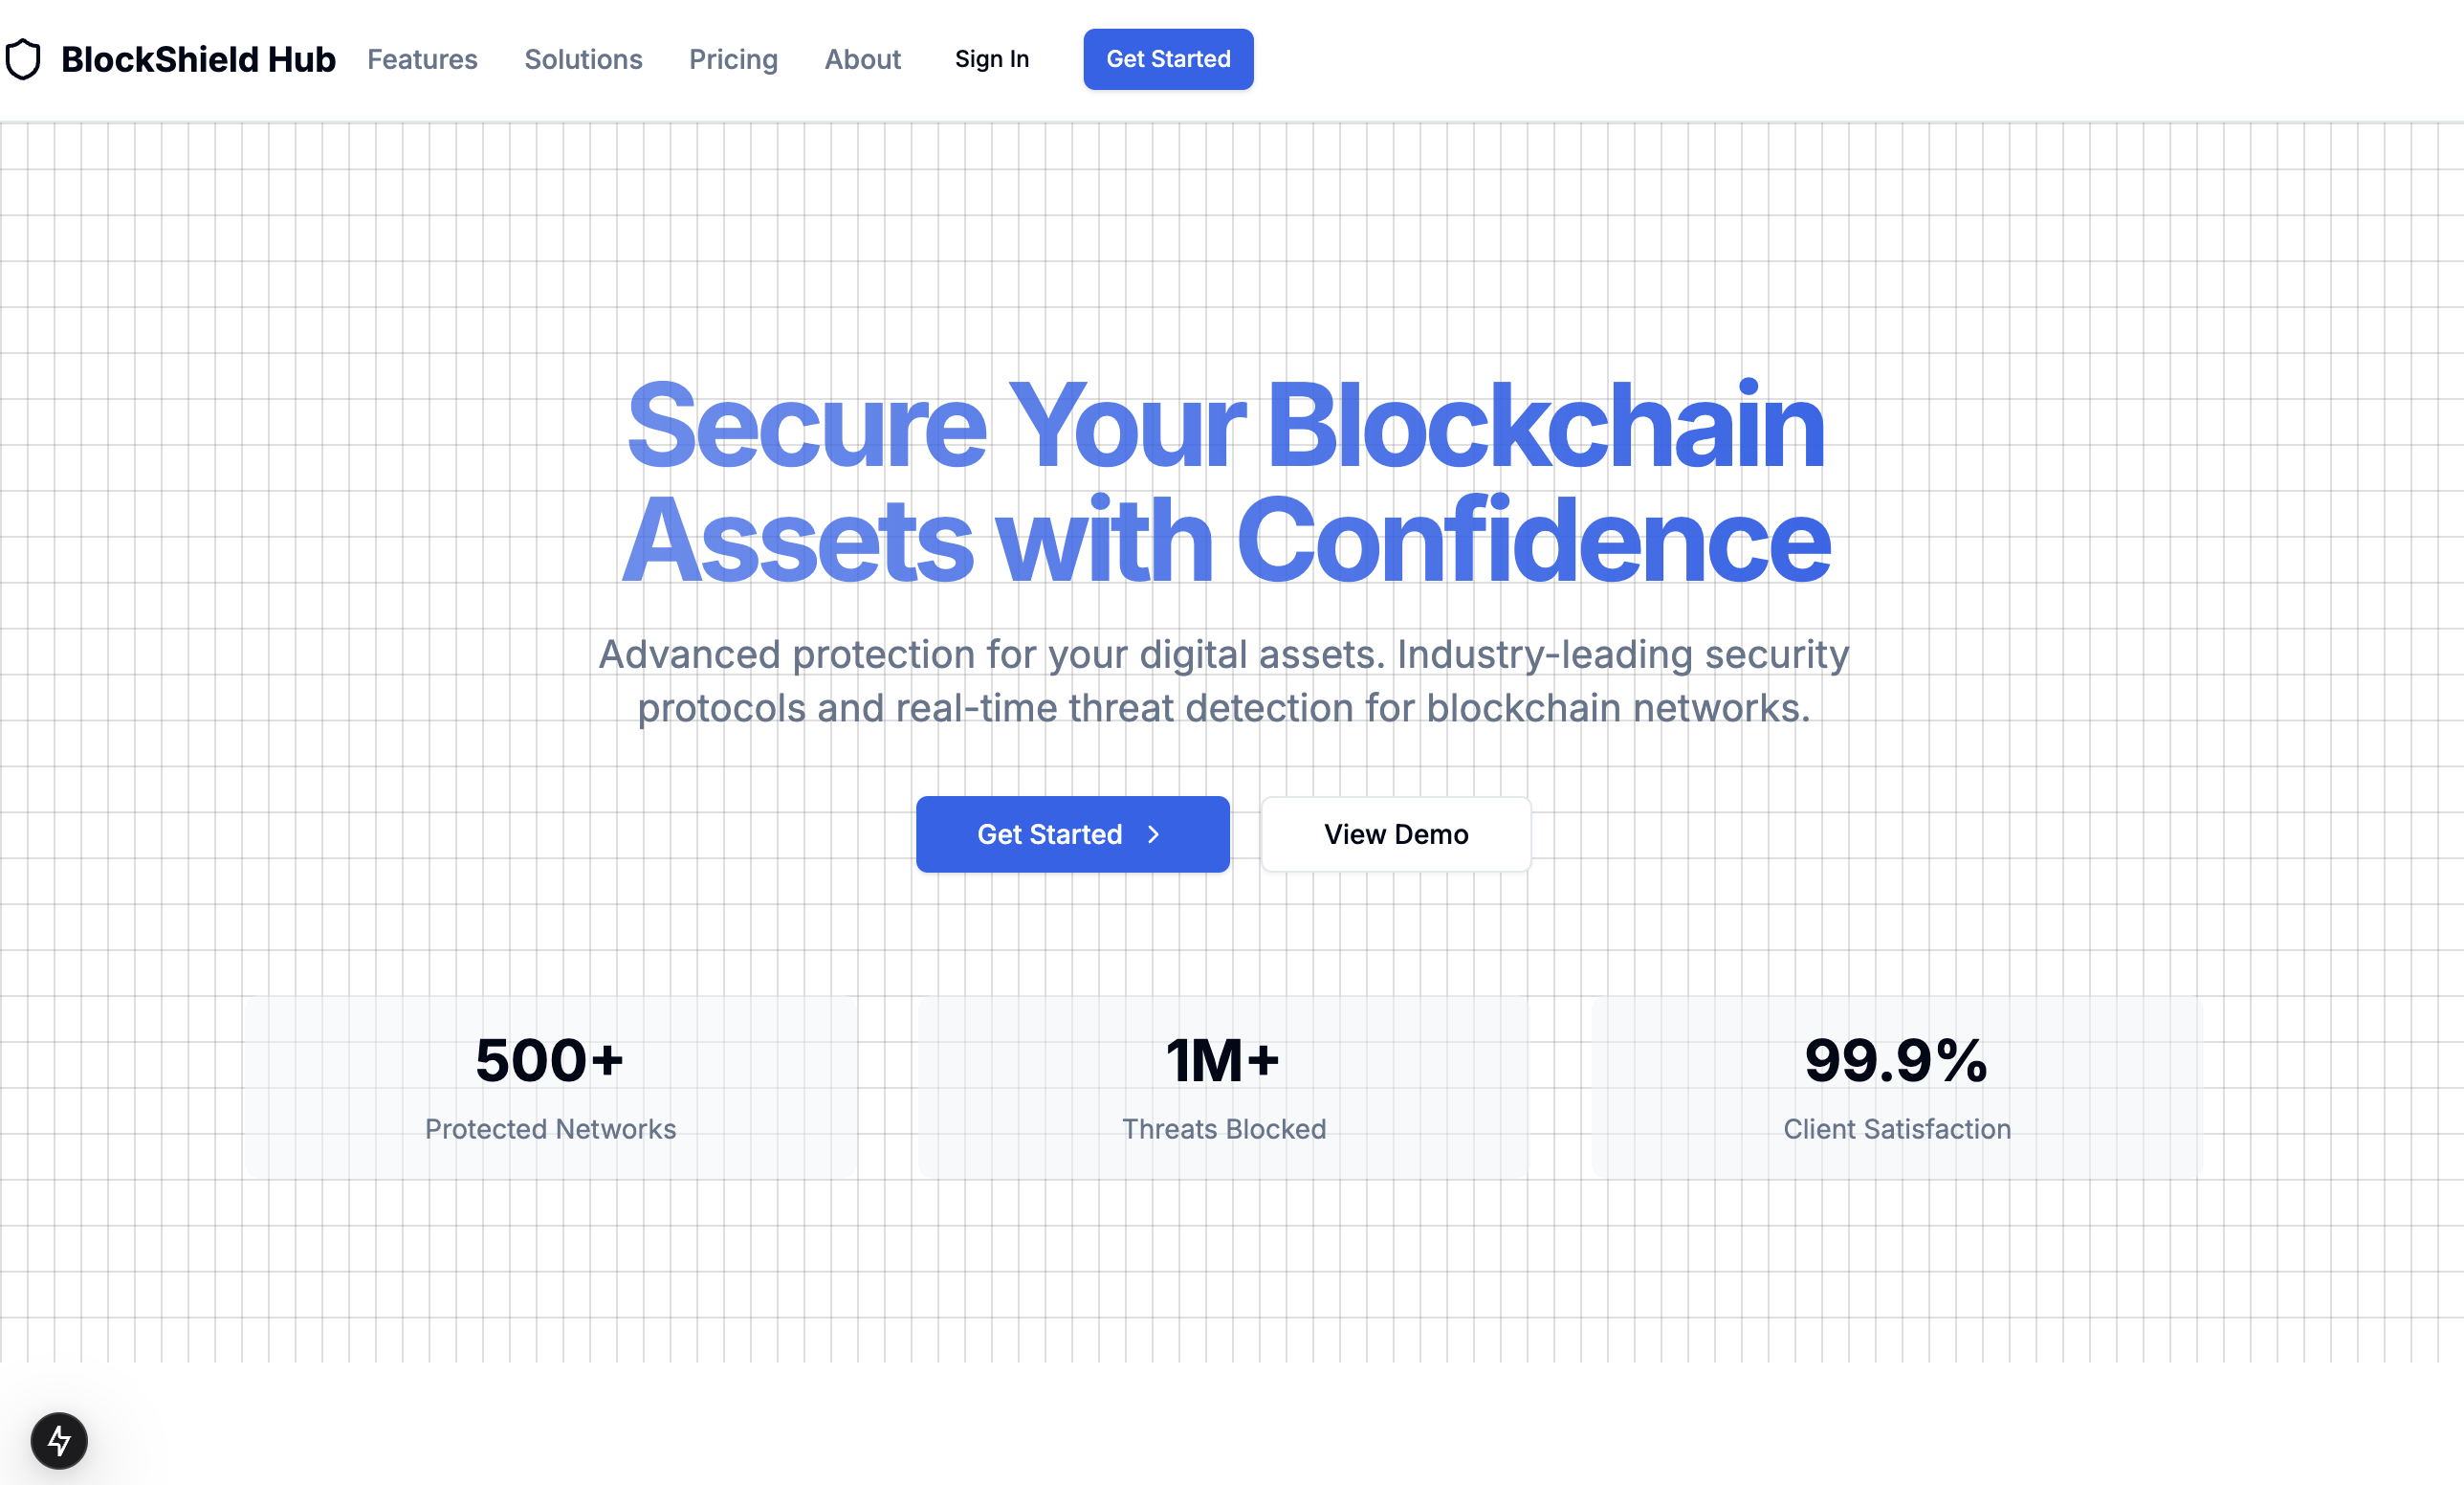 BlockShield Hub Features Solutions Pricing About Sign In Get Started
Secure Your Blockchain
Assets with Confidence
Advanced protection for your digital assets. Industry-leading security
protocols and real-time threat detection for blockchain networks.
Get Started View Demo
500+ 1M+ 99.9%
Protected Networks Threats Blocked Client Satisfaction